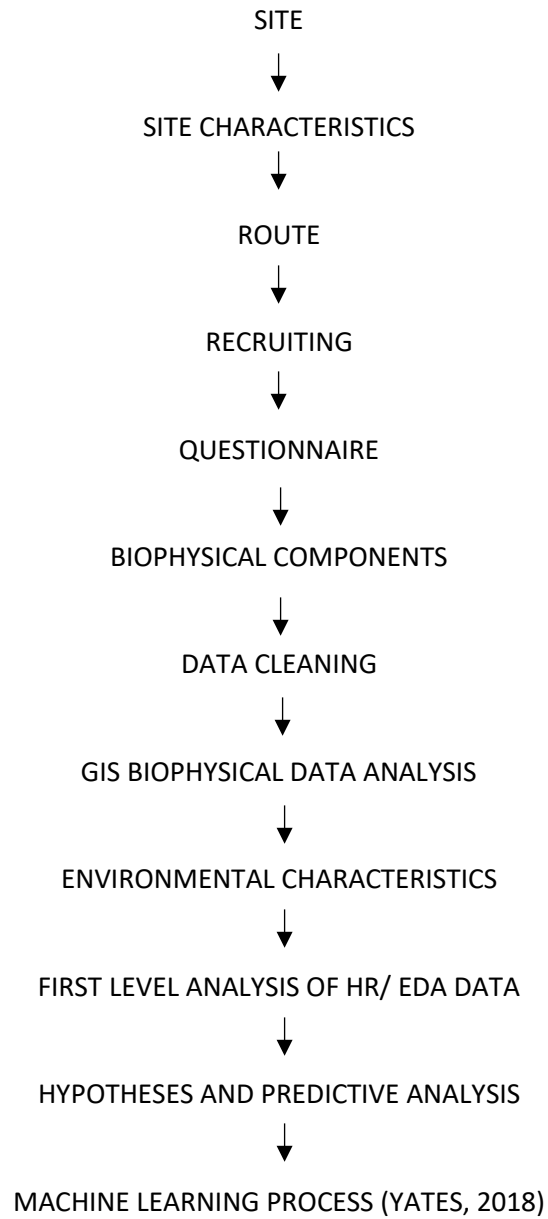 SITE
SITE CHARACTERISTICS
ROUTE
RECRUITING
QUESTIONNAIRE
BIOPHYSICAL COMPONENTS
DATA CLEANING
GIS BIOPHYSICAL DATA ANALYSIS
ENVIRONMENTAL CHARACTERISTICS
FIRST LEVEL ANALYSIS OF HR/ EDA DATA
HYPOTHESES AND PREDICTIVE ANALYSIS
MACHINE LEARNING PROCESS (YATES, 2018)